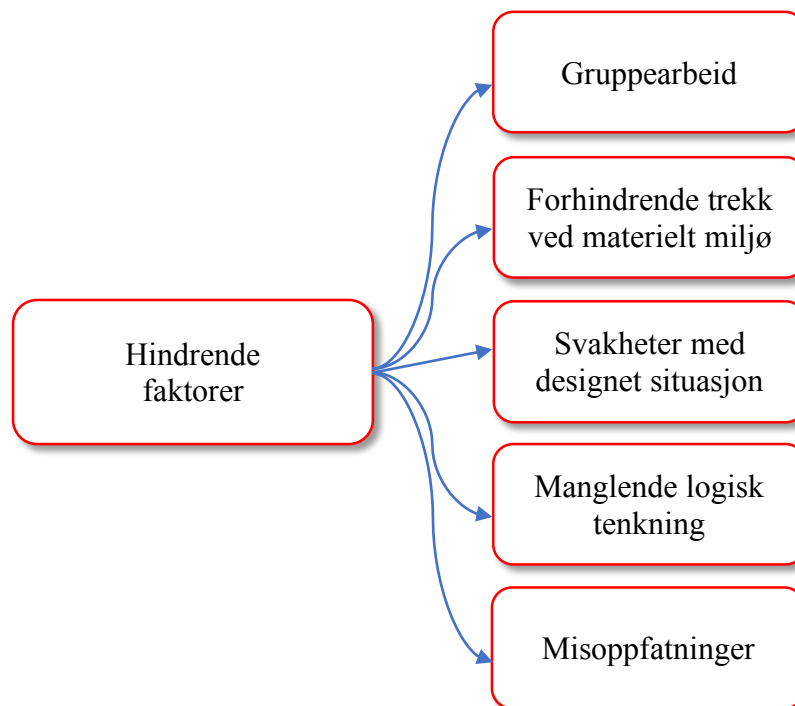 Gruppearbeid
Forhindrende trekk
ved materielt miljø
Hindrende
faktorer
Svakheter med
designet situasjon
Manglende logisk
tenkning
Misoppfatninger